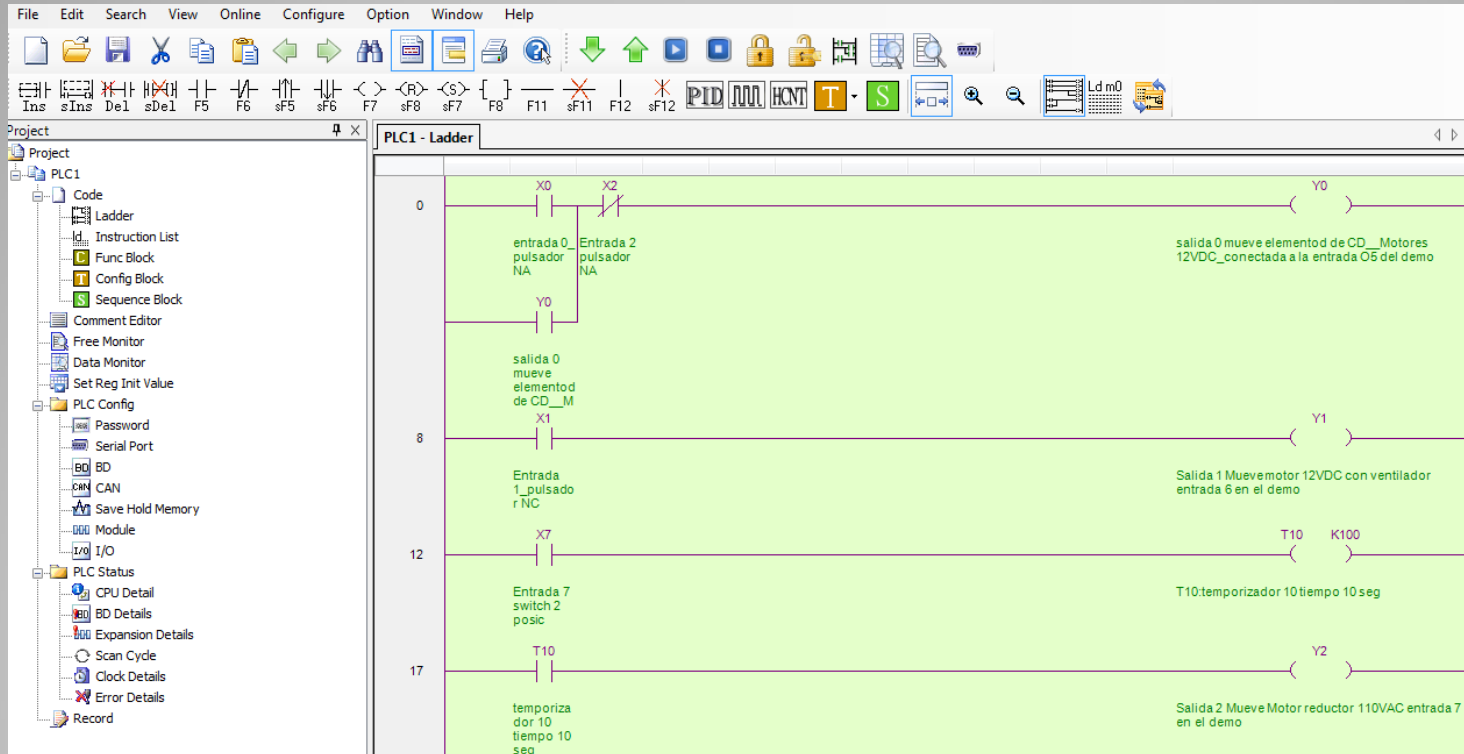 File Edit Search View Online Configure Option Window Help
Ins sIns Del sDel F5 F6 sF5 sF6 F7 sF8 sF7 F8 F11 sF11 F12 sF12 PID HCNT T S Ld m0
(R) (S)
Project
PLC1 - Ladder
Project
PLC1
Code
Ladder
Instruction List
Func Block
Config Block
Sequence Block
Comment Editor
Free Monitor
Data Monitor
Set Reg Init Value
PLC Config
Password
Serial Port
BD BD
CAN CAN
Save Hold Memory
Module
I/O I/O
PLC Status
CPU Detail
BD Details
Expansion Details
Scan Cycle
Clock Details
Error Details
Record
X0 X2 Y0
0
entrada 0_
pulsador
NA
Entrada 2
pulsador
NA
salida 0 mueve elementod de CD__Motores
12VDC_conectada a la entrada O5 del demo
Y0
salida 0
mueve
elementod
de CD__M
X1 Y1
8
Entrada
1_pulsado
r NC
Salida 1 Mueve motor 12VDC con ventilador
entrada 6 en el demo
X7 T10 K100
12
Entrada 7
switch 2
posic
T10:temporizador 10 tiempo 10 seg
T10 Y2
17
temporiza
dor 10
tiempo 10
seg
Salida 2 Mueve Motor reductor 110VAC entrada 7
en el demo